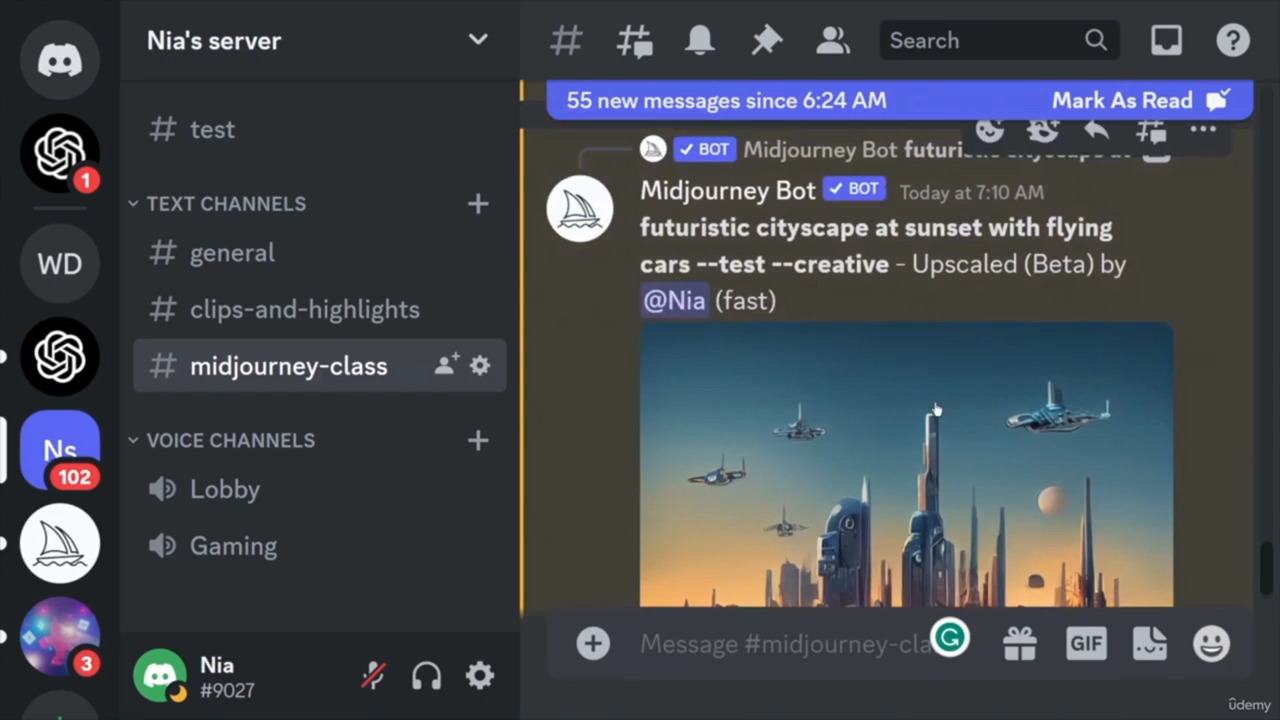 Nia's server
Search
test
TEXT CHANNELS
general
clips-and-highlights
midjourney-class
VOICE CHANNELS
Lobby
Gaming
1
WD
Ns
102
3
Nia
#9027
55 new messages since 6:24 AM
Mark As Read
BOT Midjourney Bot
Midjourney Bot BOT Today at 7:10 AM
futuristic cityscape at sunset with flying
cars --test --creative - Upscaled (Beta) by
@Nia (fast)
Message #midjourney-cla
GIF
ûdemy